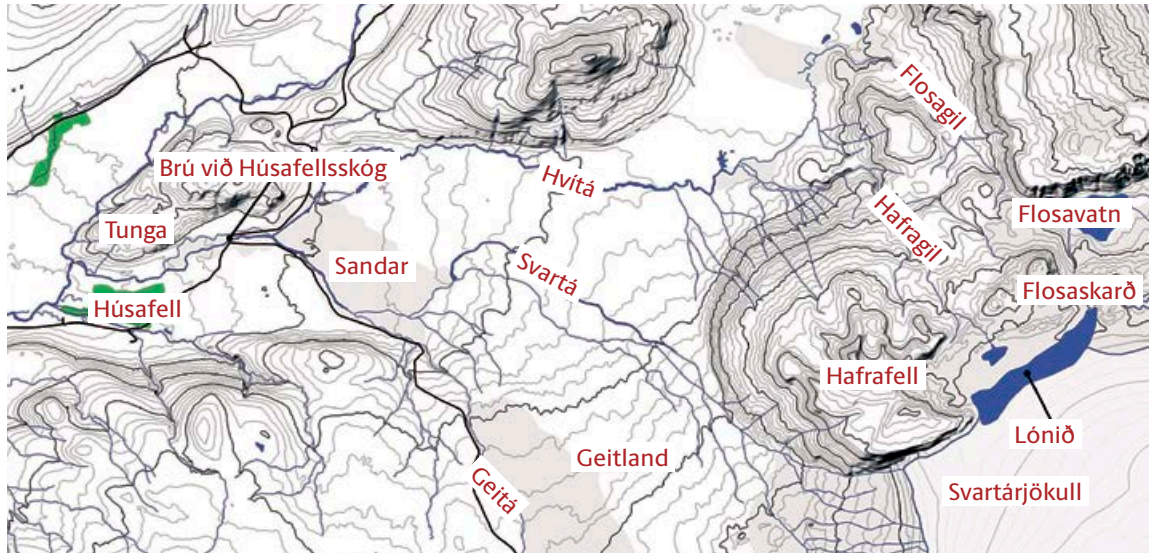 Flosagil
Brú við Húsafellsskóg
Hvítá
Hafragil
Flosavatn
Tunga
Sandar
Svartá
Flosaskarð
Húsafell
Hafrafell
Lónið
Geitland
Geitá
Svartárjökull